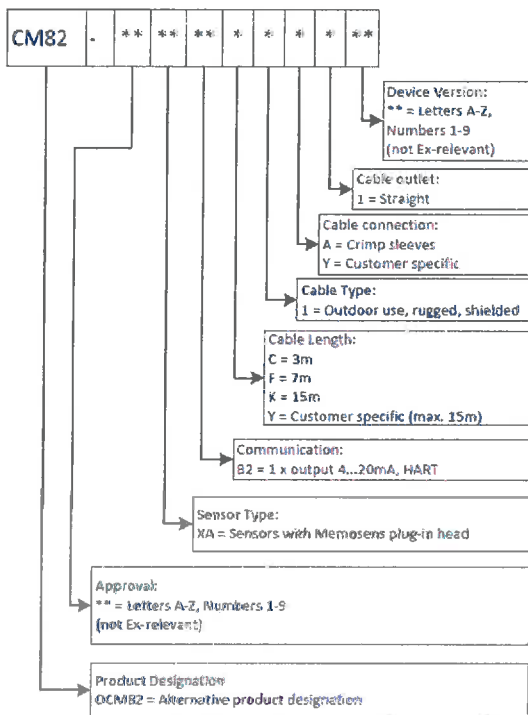 CM82 - ** ** ** * * * * **
Device Version:
** = Letters A-Z,
Numbers 1-9
(not Ex-relevant)
Cable outlet:
1 = Straight
Cable connection:
A = Crimp sleeves
Y = Customer specific
Cable Type:
1 = Outdoor use, rugged, shielded
Cable Length:
C = 3m
F = 7m
K = 15m
Y = Customer specific (max. 15m)
Communication:
B2 = 1 x output 4...20mA, HART
Sensor Type:
XA = Sensors with Memosens plug-in head
Approval:
** = Letters A-Z, Numbers 1-9
(not Ex-relevant)
Product Designation
OCM82 = Alternative product designation